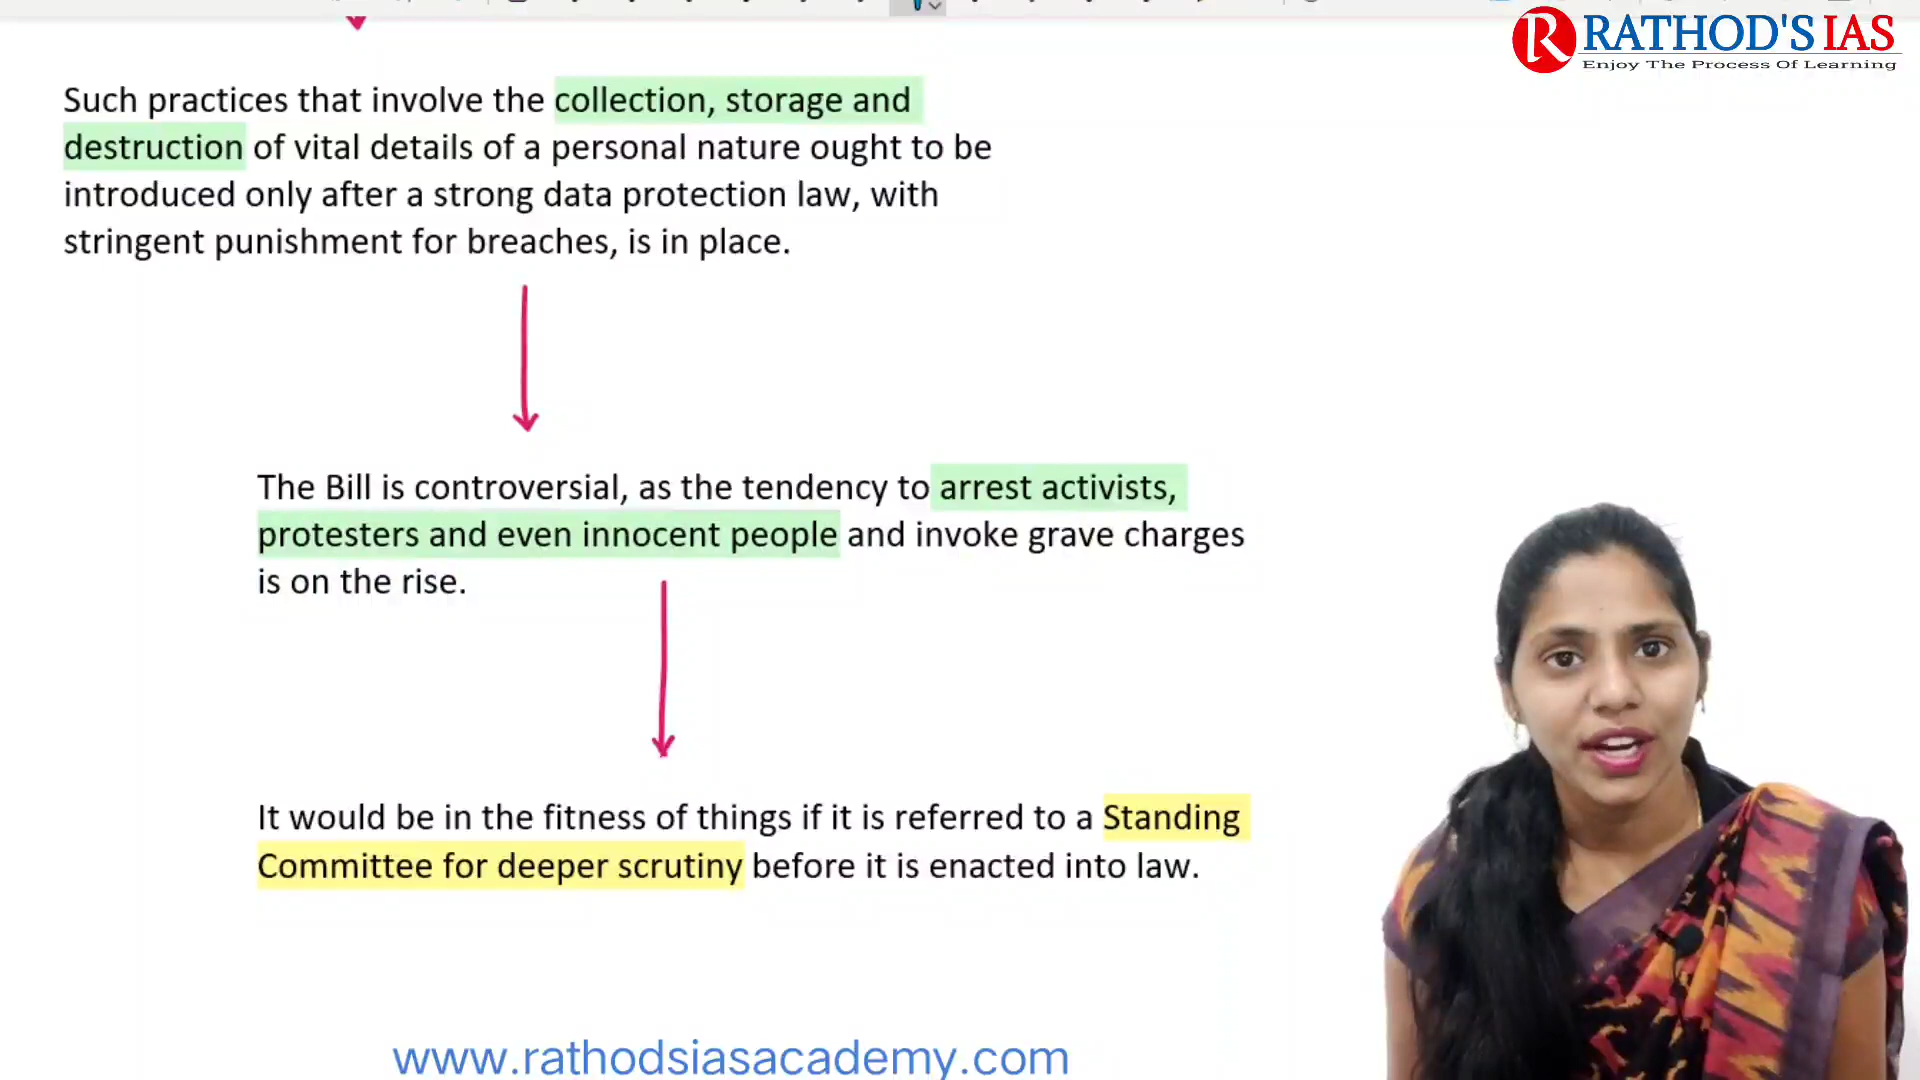 RATHOD'S IAS
Enjoy The Process Of Learning
Such practices that involve the collection, storage and
destruction of vital details of a personal nature ought to be
introduced only after a strong data protection law, with
stringent punishment for breaches, is in place.
The Bill is controversial, as the tendency to arrest activists,
protesters and even innocent people and invoke grave charges
is on the rise.
It would be in the fitness of things if it is referred to a Standing
Committee for deeper scrutiny before it is enacted into law.
www.rathodsiasacademy.com